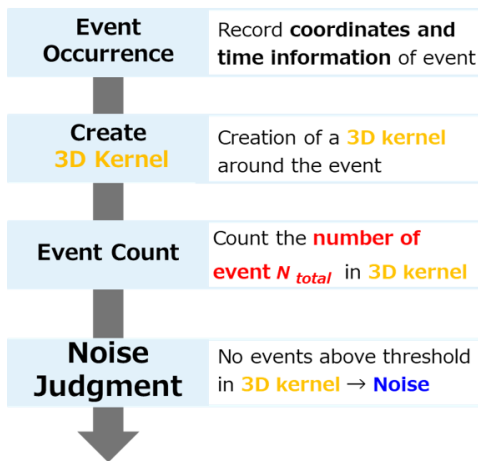 Event
Occurrence
Record coordinates and
time information of event
Create
3D Kernel
Creation of a 3D kernel
around the event
Event Count
Count the number of
event N total in 3D kernel
Noise
Judgment
No events above threshold
in 3D kernel → Noise